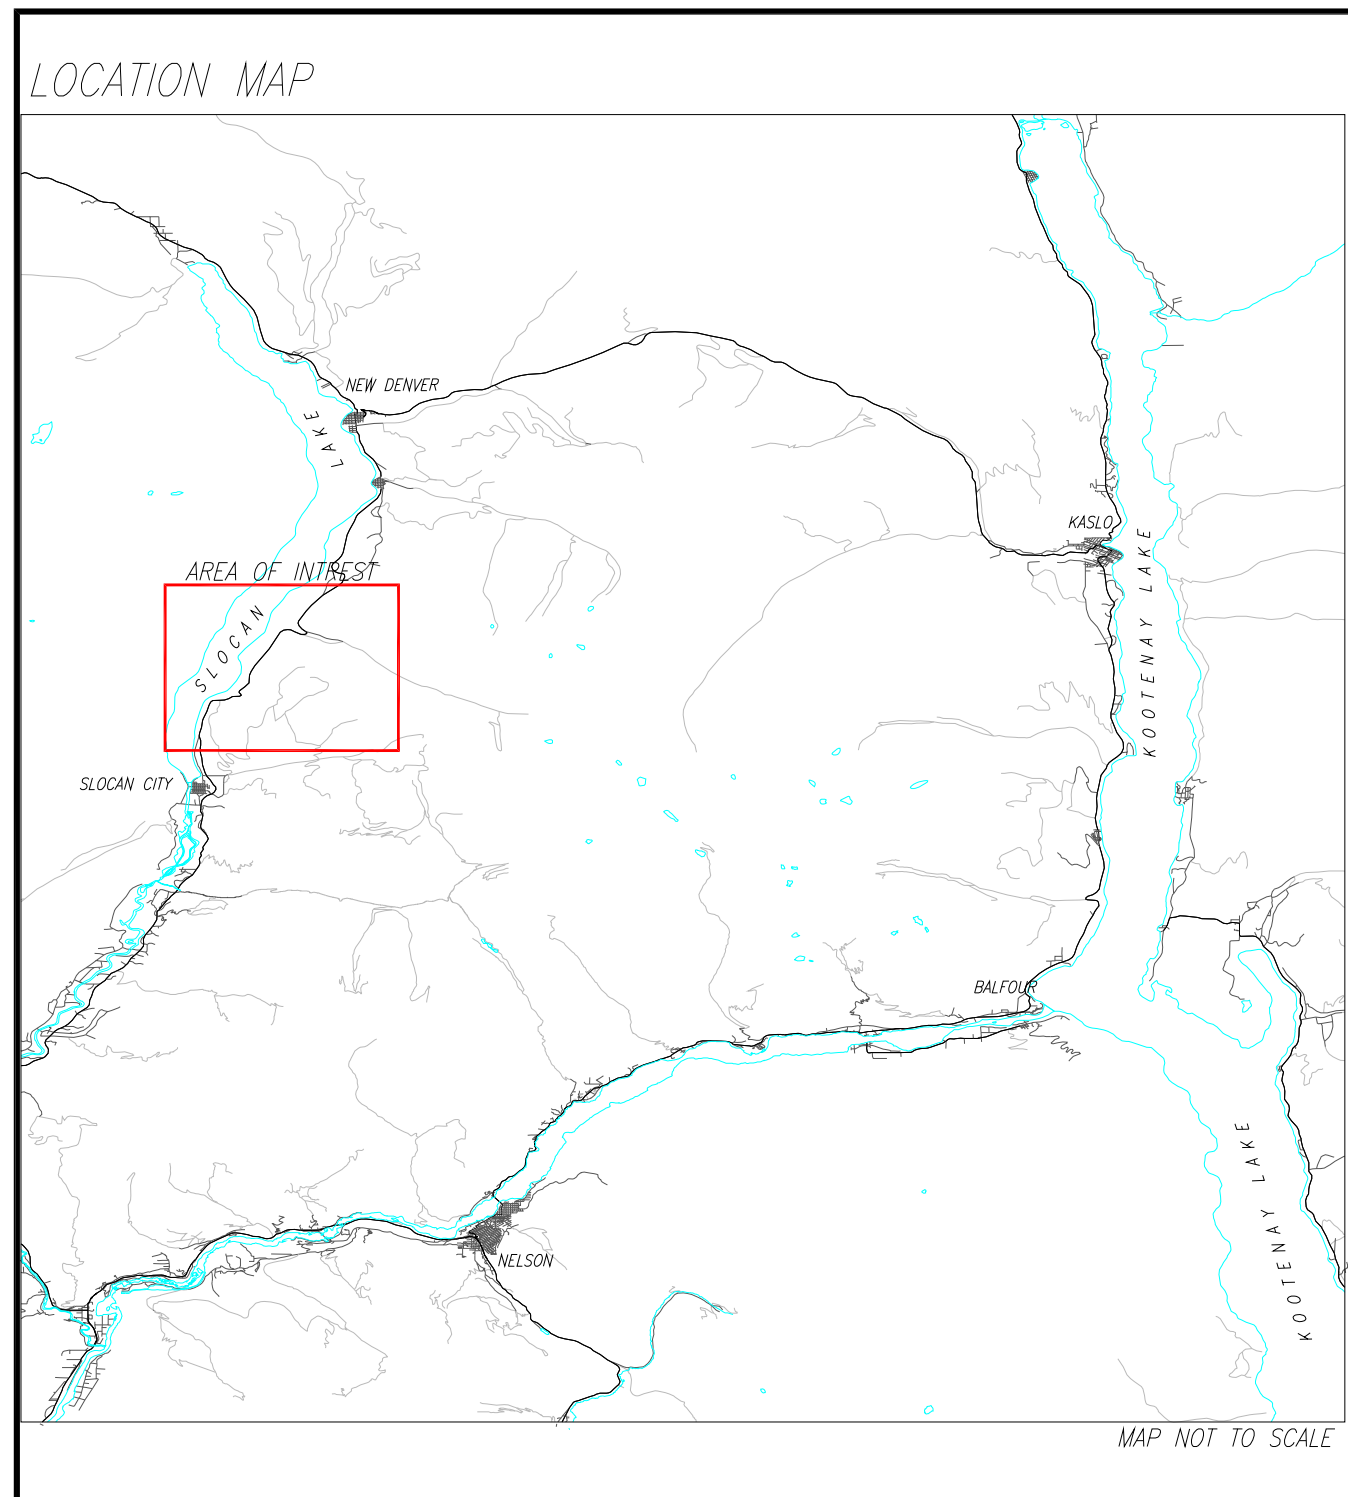 LOCATION MAP
NEW DENVER
SLOCAN LAKE
KASLO
KOOTENAY LAKE
AREA OF INTREST
SLOCAN CITY
BALFOUR
KOOTENAY LAKE
NELSON
MAP NOT TO SCALE